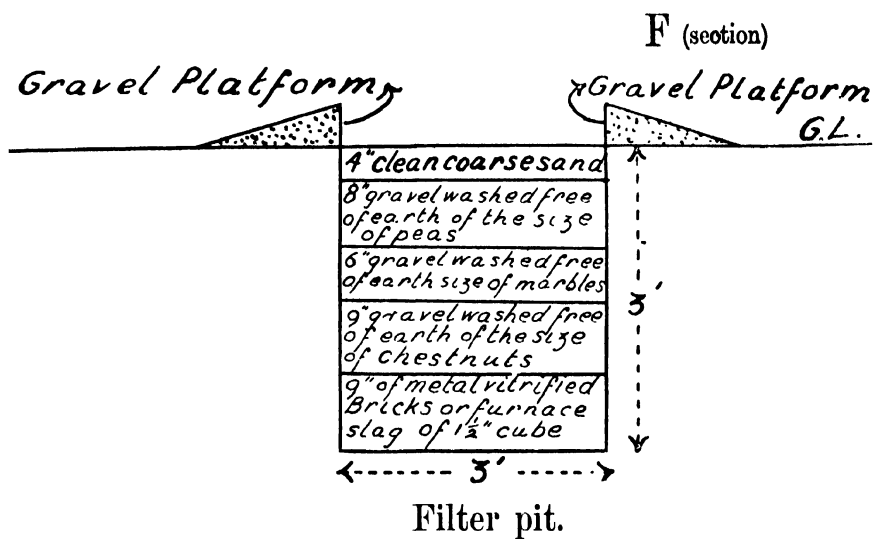 F (section)
Gravel Platform
Gravel Platform
G.L.
4" clean coarse sand
8" gravel washed free
of earth of the size
of peas
6" gravel washed free
of earth size of marbles
9" gravel washed free
of earth of the size
of chestnuts
9" of metal vitrified
Bricks or furnace
slag of 1½" cube
3'
3'
Filter pit.